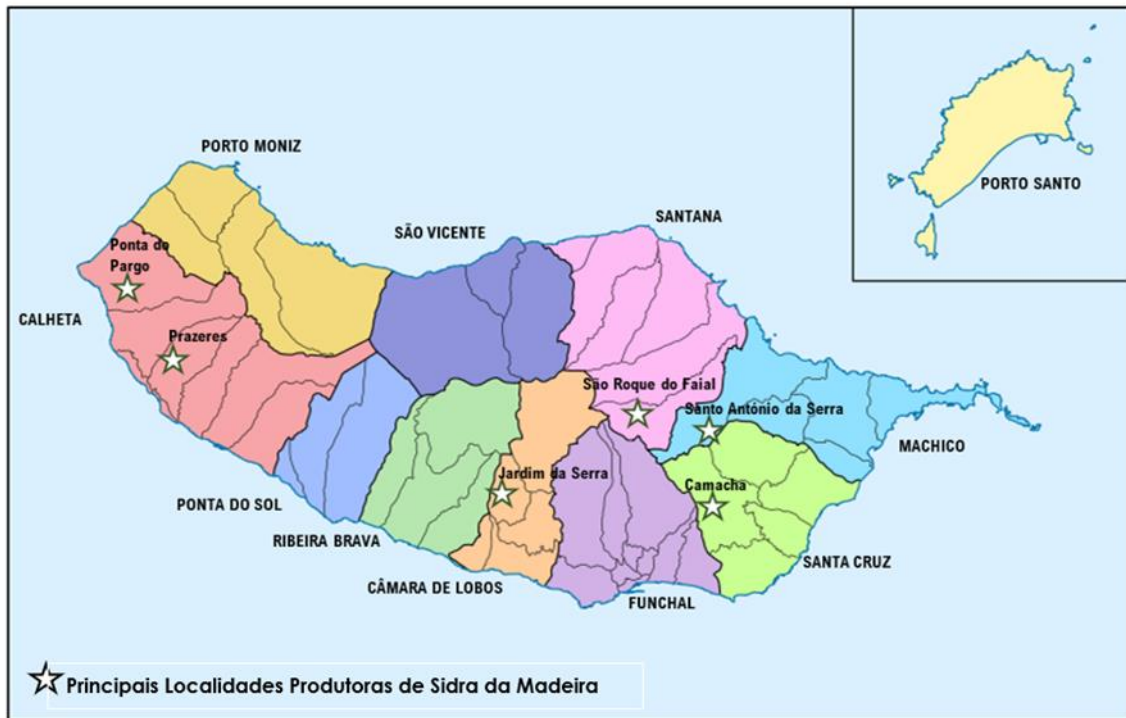 PORTO MONIZ
SÃO VICENTE
SANTANA
PORTO SANTO
Ponta do
Pargo
CALHETA
Prazeres
São Roque do Faial
Santo António da Serra
MACHICO
Jardim da Serra
Camacha
PONTA DO SOL
RIBEIRA BRAVA
CÂMARA DE LOBOS
FUNCHAL
SANTA CRUZ
Principais Localidades Produtoras de Sidra da Madeira